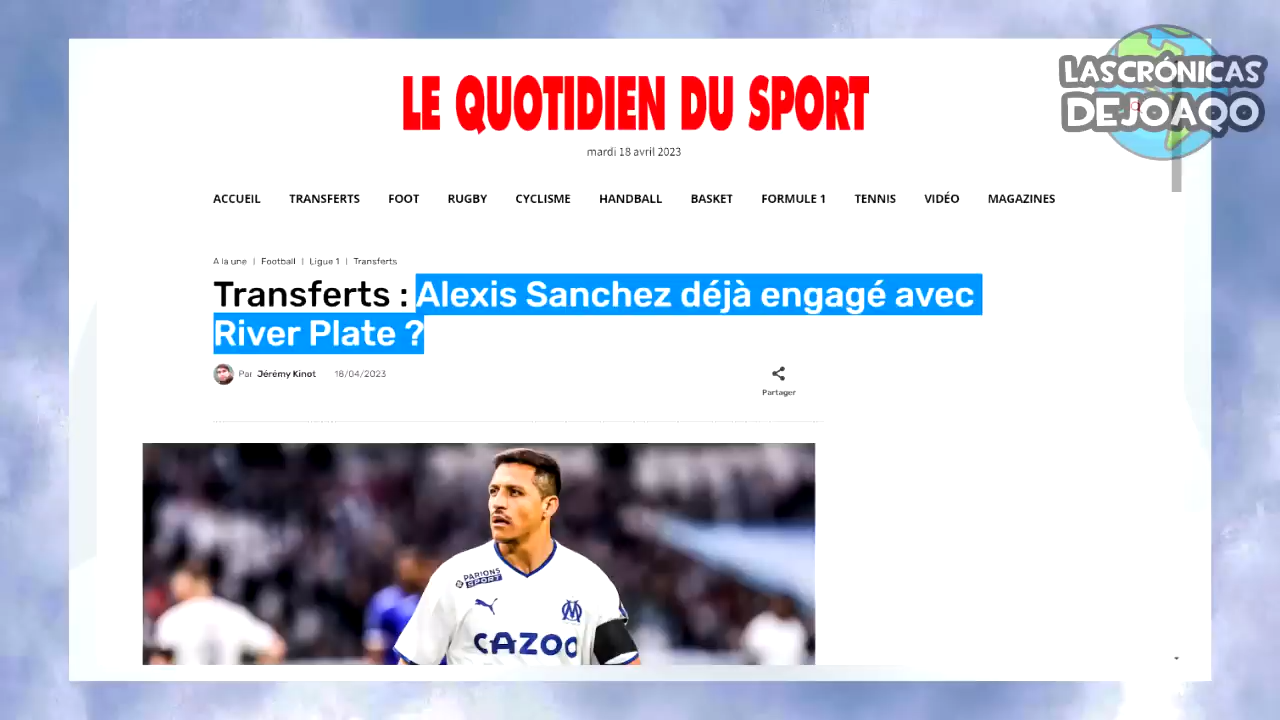 LASCRÓNICAS
DEJOAQO
LE QUOTIDIEN DU SPORT
mardi 18 avril 2023
ACCUEIL TRANSFERTS FOOT RUGBY CYCLISME HANDBALL BASKET FORMULE 1 TENNIS VIDÉO MAGAZINES
A la une | Football | Ligue 1 | Transferts
Transferts : Alexis Sanchez déjà engagé avec
River Plate ?
Par Jérémy Kinot 18/04/2023
Partager
PARIONS
SPORT
CAZOO